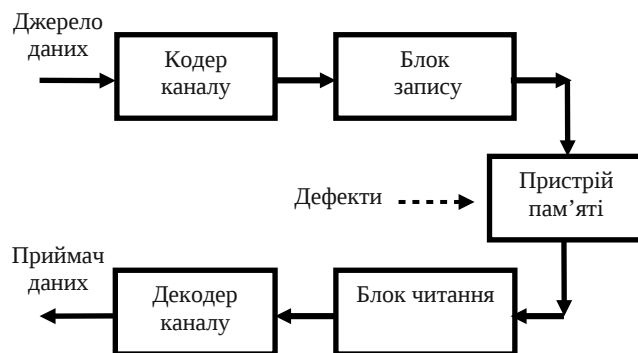 Джерело
даних
Кодер
каналу
Блок
запису
Пристрій
пам’яті
Дефекти
Приймач
даних
Декодер
каналу
Блок читання